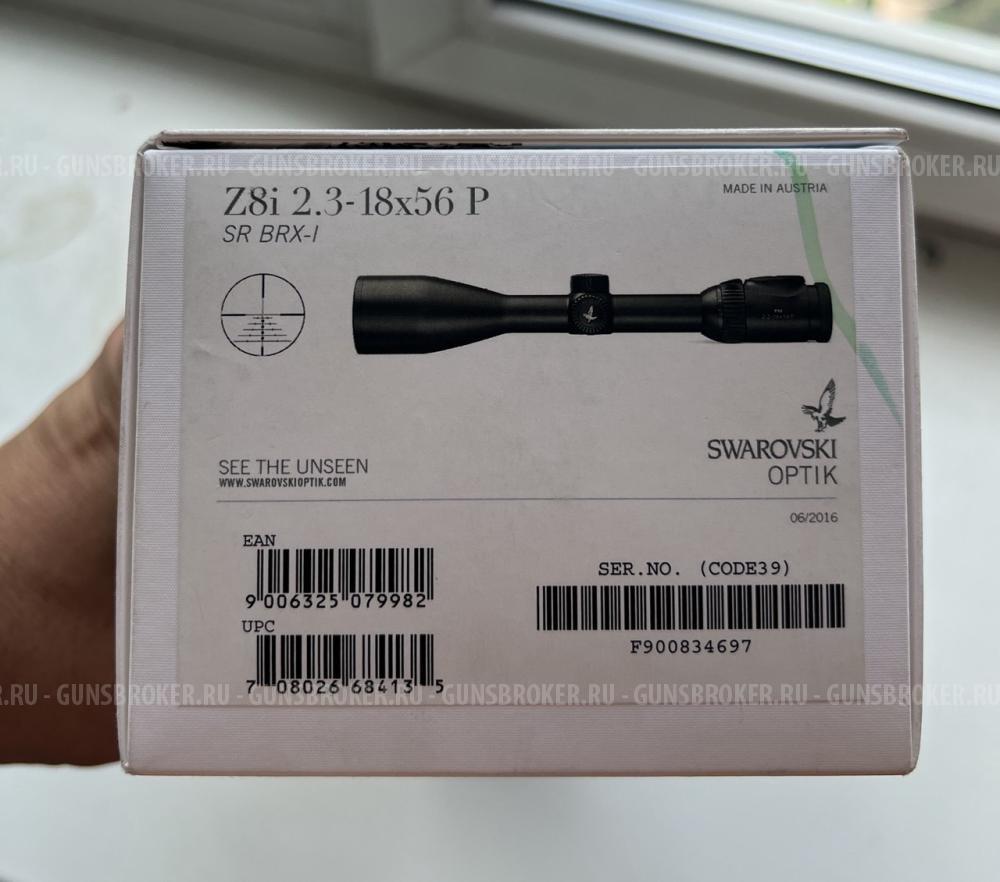 .RU - GUNSBROKER.RU - GUNSBROKER.RU - GUNSBROKER.RU - GUNSBROKER.RU - GUNSBROKER.RU -
Z8i 2.3-18x56 P
MADE IN AUSTRIA
SR BRX-I
SWAROVSKI
OPTIK
SEE THE UNSEEN
WWW.SWAROVSKIOPTIK.COM
06/2016
EAN
9 006325 079982
SER.NO. (CODE39)
F900834697
UPC
7 08026 68413 5
.RU - GUNSBROKER.RU - GUNSBROKER.RU - GUNSBROKER.RU - GUNSBROKER.RU - GUNSBROKER.RU -